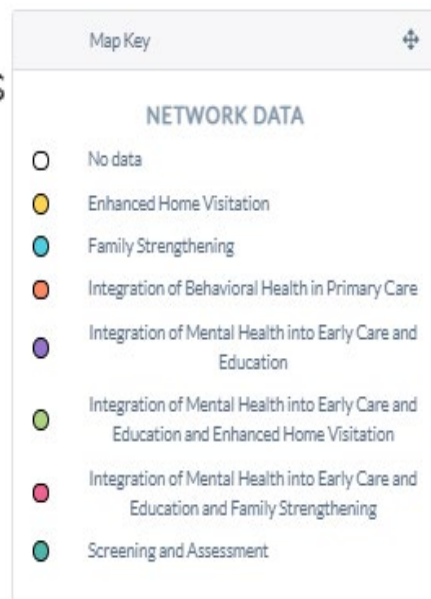 Map Key
NETWORK DATA
No data
Enhanced Home Visitation
Family Strengthening
Integration of Behavioral Health in Primary Care
Integration of Mental Health into Early Care and
Education
Integration of Mental Health into Early Care and
Education and Enhanced Home Visitation
Integration of Mental Health into Early Care and
Education and Family Strengthening
Screening and Assessment